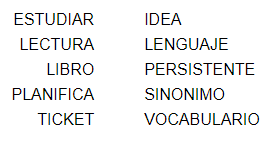 ESTUDIAR IDEA
LECTURA LENGUAJE
LIBRO PERSISTENTE
PLANIFICA SINONIMO
TICKET VOCABULARIO